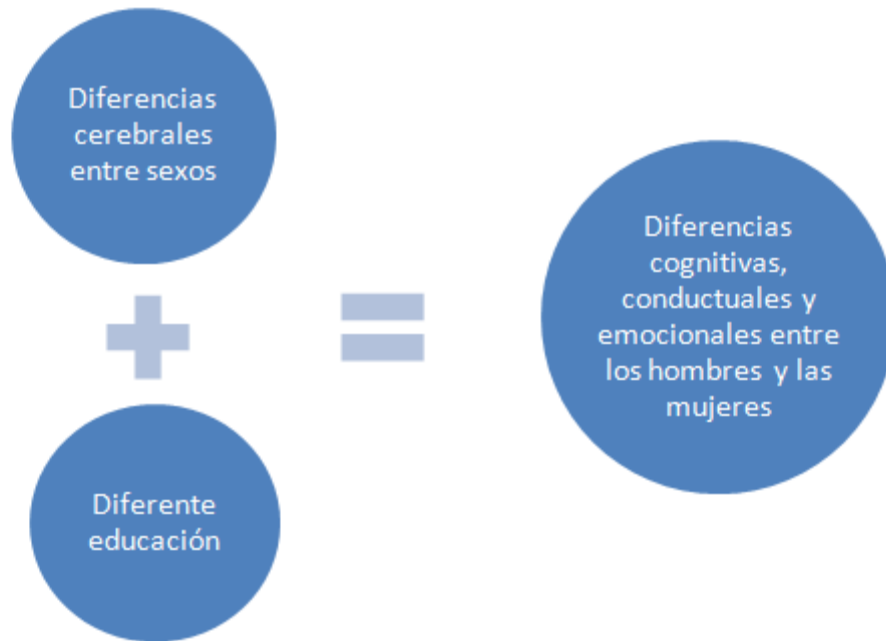 Diferencias
cerebrales
entre sexos
Diferente
educación
Diferencias
cognitivas,
conductuales y
emocionales entre
los hombres y las
mujeres